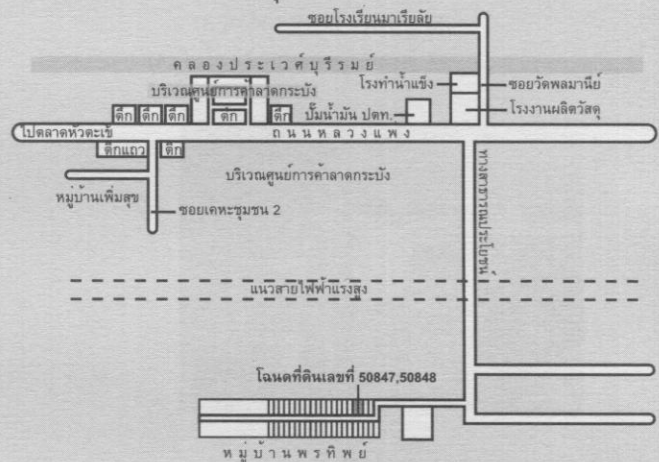 ซอยโรงเรียนมาเรียลัย
คลองประเวศบุรีรมย์
บริเวณศูนย์การค้าลาดกระบัง
โรงทำน้ำแข็ง
ซอยวัดพลมานีย์
ตึก ตึก ตึก ตึก ตึก
ปั๊มน้ำมัน ปตท.
โรงงานผลิตวัสดุ
ไปตลาดหัวตะเข้
ถนนหลวงแพ่ง
ตึกแถว ตึก
บริเวณศูนย์การค้าลาดกระบัง
ทางสาธารณประโยชน์
หมู่บ้านเพิ่มสุข
ซอยเคหะชุมชน 2
แนวสายไฟฟ้าแรงสูง
โฉนดที่ดินเลขที่ 50847,50848
หมู่บ้านพรทิพย์